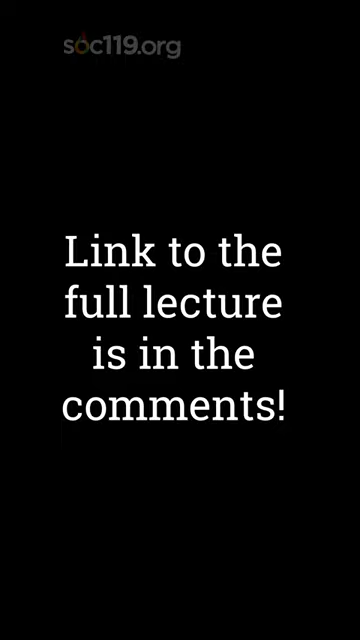 soc119.org
Link to the
full lecture
is in the
comments!